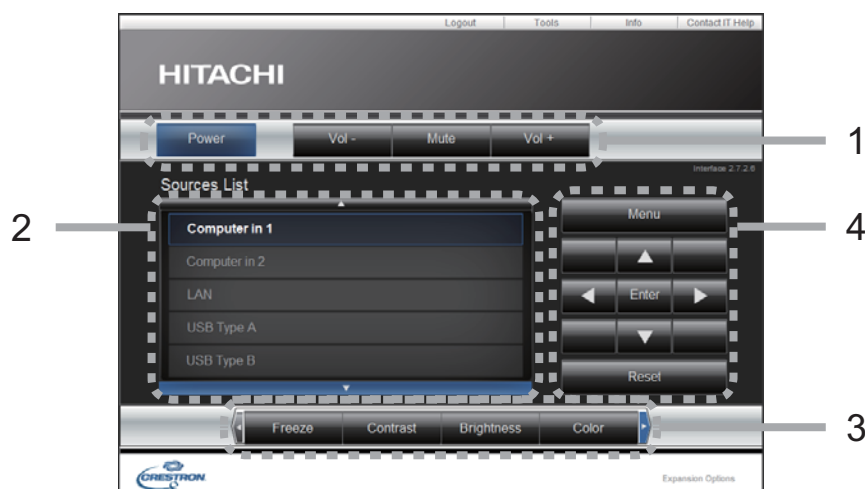 Logout Tools Info Contact IT Help
HITACHI
Power Vol - Mute Vol +
1
Interface 2.7.2.6
Sources List
2
Computer in 1
Computer in 2
LAN
USB Type A
USB Type B
Menu
4
Enter
Reset
Freeze Contrast Brightness Color
3
CRESTRON
Expansion Options